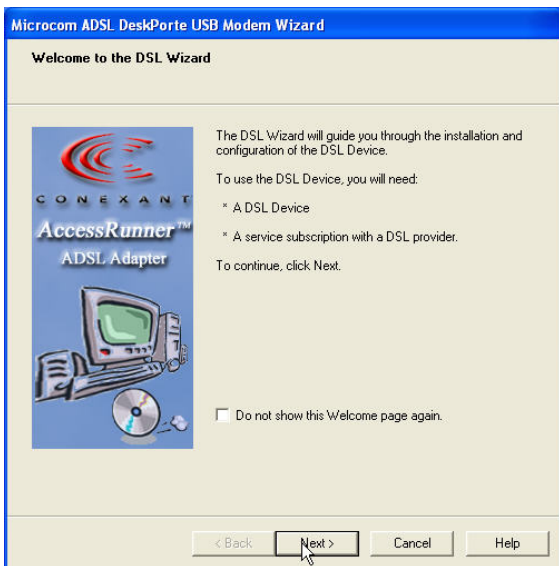 Microcom ADSL DeskPorte USB Modem Wizard
Welcome to the DSL Wizard
CONEXANT
AccessRunner™
ADSL Adapter
The DSL Wizard will guide you through the installation and
configuration of the DSL Device.
To use the DSL Device, you will need:
* A DSL Device
* A service subscription with a DSL provider.
To continue, click Next.
Do not show this Welcome page again.
< Back Next > Cancel Help